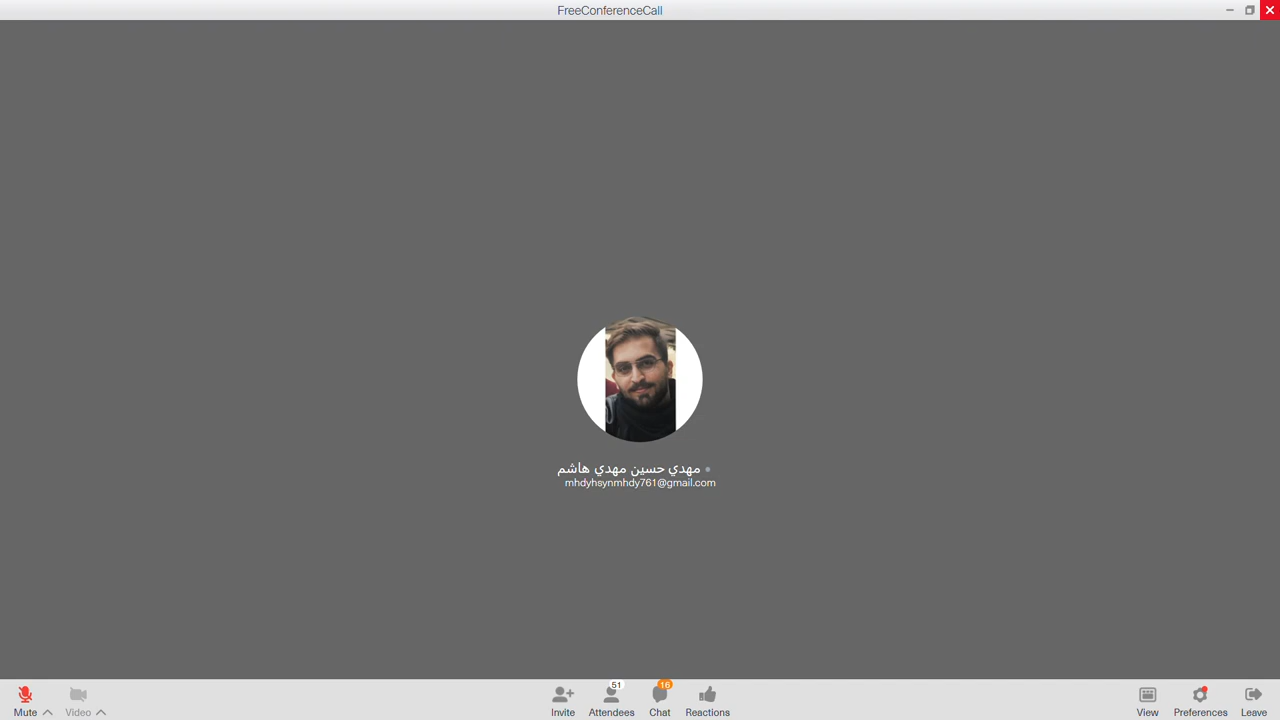 FreeConferenceCall
مهدي حسين مهدي هاشم
mhdyhsynmhdy761@gmail.com
51
16
Mute
Video
Invite
Attendees
Chat
Reactions
View
Preferences
Leave